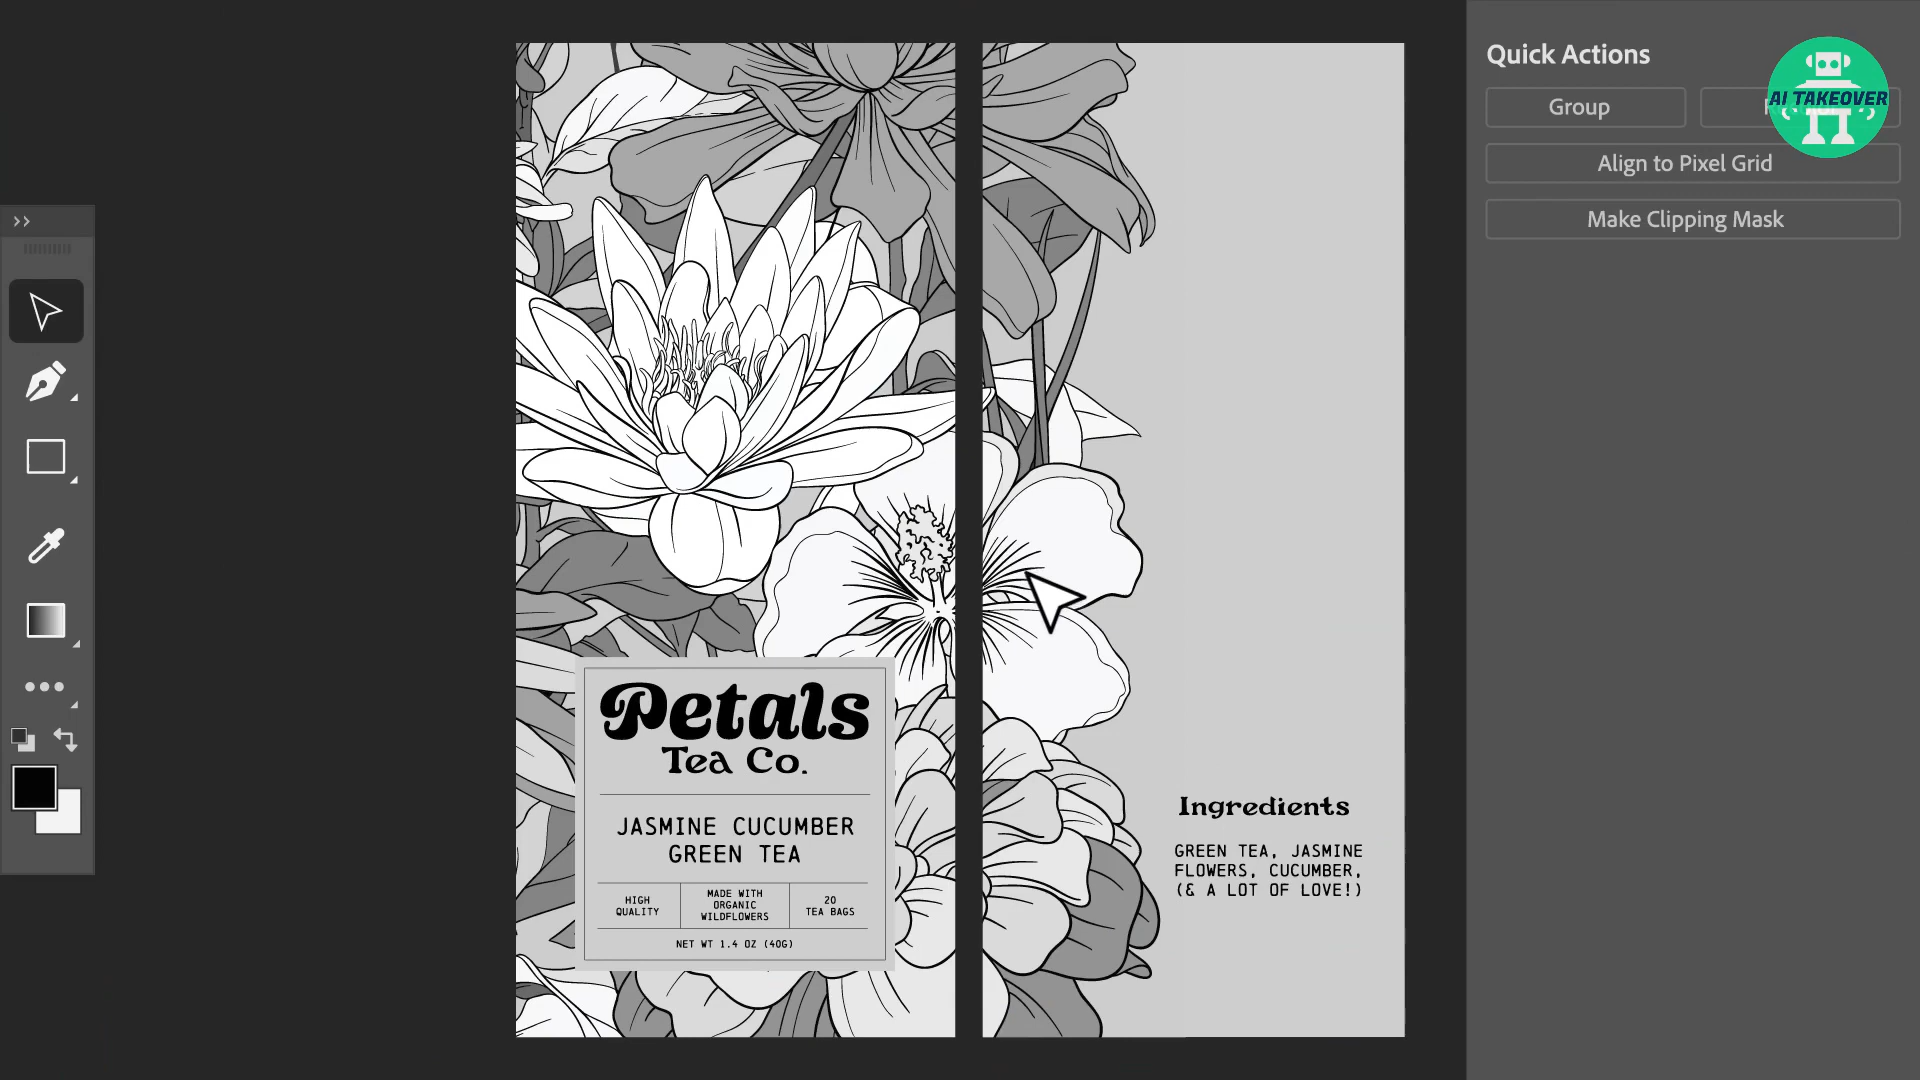 Quick Actions
Group
AI TAKEOVER
Align to Pixel Grid
Make Clipping Mask
Petals
Tea Co.
JASMINE CUCUMBER
GREEN TEA
HIGH
QUALITY
MADE WITH
ORGANIC
WILDFLOWERS
20
TEA BAGS
NET WT 1.4 OZ (40G)
Ingredients
GREEN TEA, JASMINE
FLOWERS, CUCUMBER,
(& A LOT OF LOVE!)